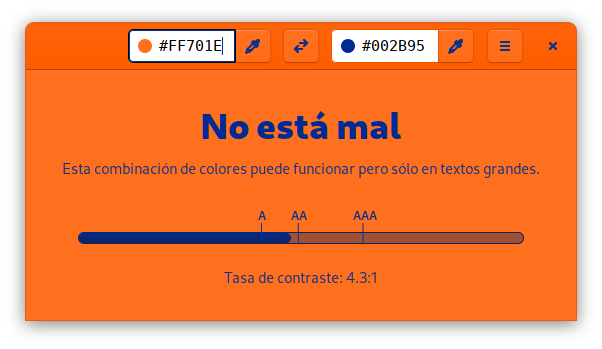 #FF701E #002B95
No está mal
Esta combinación de colores puede funcionar pero sólo en textos grandes.
A AA AAA
Tasa de contraste: 4.3:1